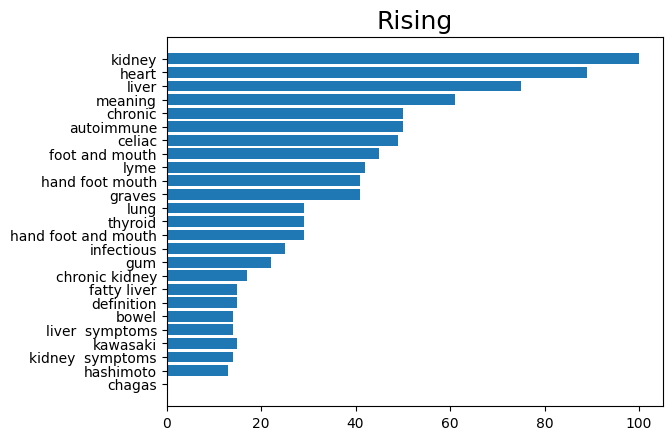 Rising
kidney
heart
liver
meaning
chronic
autoimmune
celiac
foot and mouth
lyme
hand foot mouth
graves
lung
thyroid
hand foot and mouth
infectious
gum
chronic kidney
fatty liver
definition
bowel
liver  symptoms
kawasaki
kidney  symptoms
hashimoto
chagas
0 20 40 60 80 100